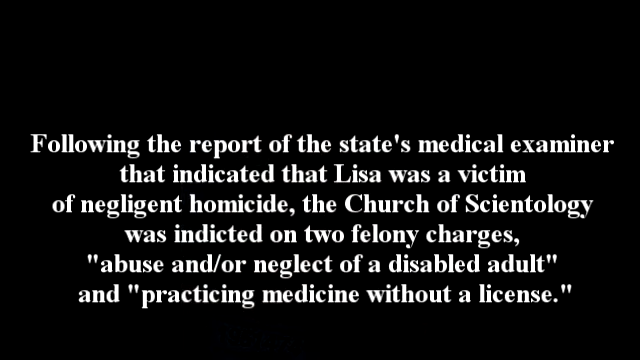 Following the report of the state's medical examiner
that indicated that Lisa was a victim
of negligent homicide, the Church of Scientology
was indicted on two felony charges,
"abuse and/or neglect of a disabled adult"
and "practicing medicine without a license."